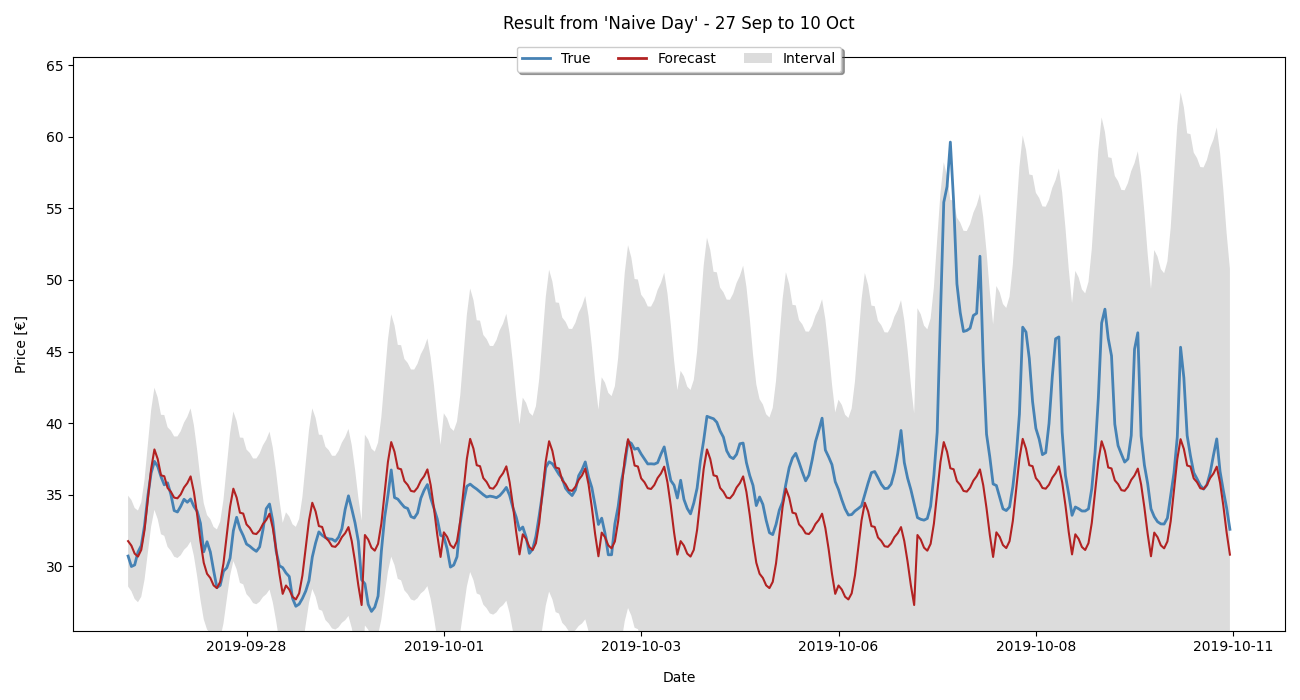 Result from 'Naive Day' - 27 Sep to 10 Oct
True Forecast Interval
65
60
55
50
45
40
35
30
Price [€]
2019-09-28 2019-10-01 2019-10-03 2019-10-06 2019-10-08 2019-10-11
Date